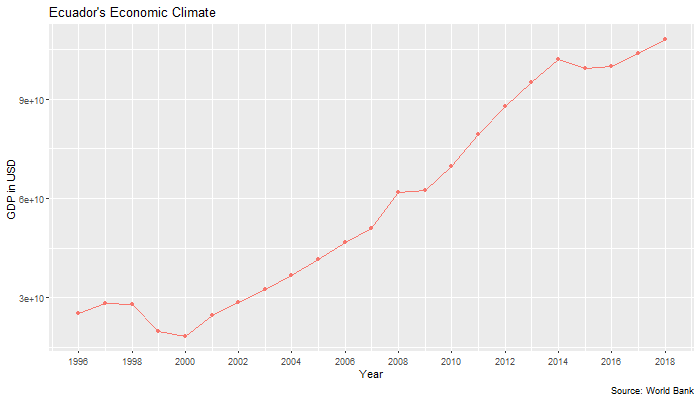 Ecuador's Economic Climate
GDP in USD
9e+10
6e+10
3e+10
1996 1998 2000 2002 2004 2006 2008 2010 2012 2014 2016 2018
Year
Source: World Bank